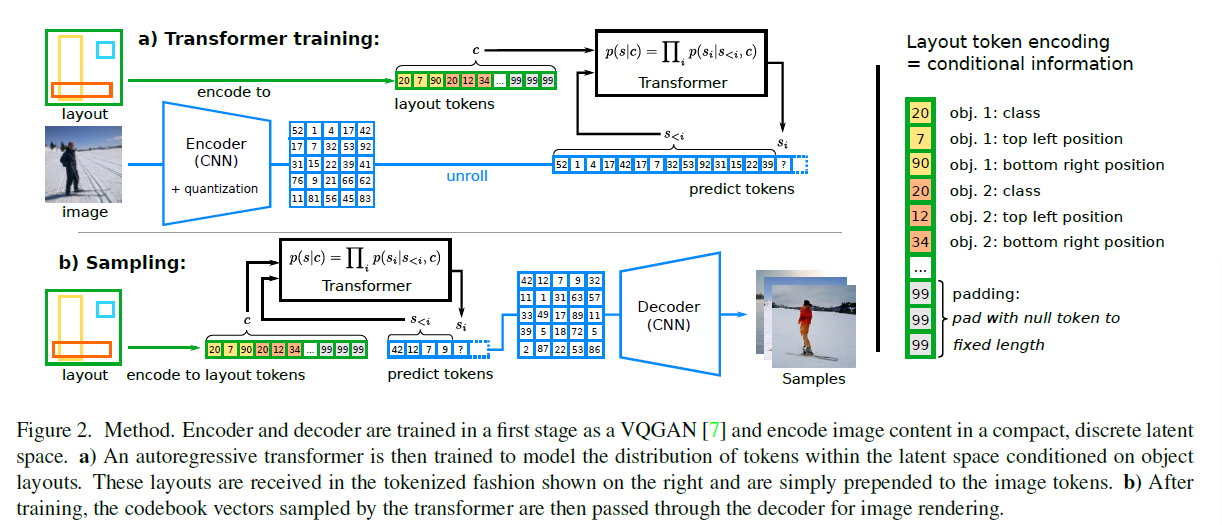 a) Transformer training:
layout
encode to
c
20 7 90 20 12 34 ... 99 99 99
layout tokens
p(s|c) = ∏_i p(s_i|s_{<i}, c)
Transformer
image
Encoder
(CNN)
+ quantization
52 1 4 17 42
17 7 32 53 92
31 15 22 39 41
76 9 21 66 62
11 81 56 45 83
unroll
s_{<i}
s_i
52 1 4 17 42 17 7 32 53 92 31 15 22 39 ?
predict tokens
b) Sampling:
layout
encode to layout tokens
c
20 7 90 20 12 34 ... 99 99 99
p(s|c) = ∏_i p(s_i|s_{<i}, c)
Transformer
s_{<i}
s_i
42 12 7 9 ?
predict tokens
42 12 7 9 32
11 1 31 63 57
33 49 17 89 11
39 5 18 72 5
2 87 22 53 86
Decoder
(CNN)
Samples
Layout token encoding
= conditional information
20 obj. 1: class
7 obj. 1: top left position
90 obj. 1: bottom right position
20 obj. 2: class
12 obj. 2: top left position
34 obj. 2: bottom right position
...
99 padding:
99 pad with null token to
99 fixed length
Figure 2. Method. Encoder and decoder are trained in a first stage as a VQGAN [7] and encode image content in a compact, discrete latent
space. a) An autoregressive transformer is then trained to model the distribution of tokens within the latent space conditioned on object
layouts. These layouts are received in the tokenized fashion shown on the right and are simply prepended to the image tokens. b) After
training, the codebook vectors sampled by the transformer are then passed through the decoder for image rendering.